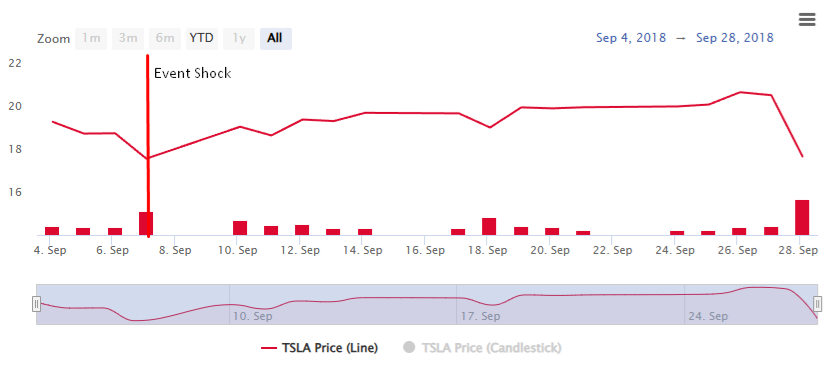 Zoom 1m 3m 6m YTD 1y All
Sep 4, 2018 → Sep 28, 2018
Event Shock
22
20
18
16
4. Sep 6. Sep 8. Sep 10. Sep 12. Sep 14. Sep 16. Sep 18. Sep 20. Sep 22. Sep 24. Sep 26. Sep 28. Sep
10. Sep 17. Sep 24. Sep
TSLA Price (Line) TSLA Price (Candlestick)